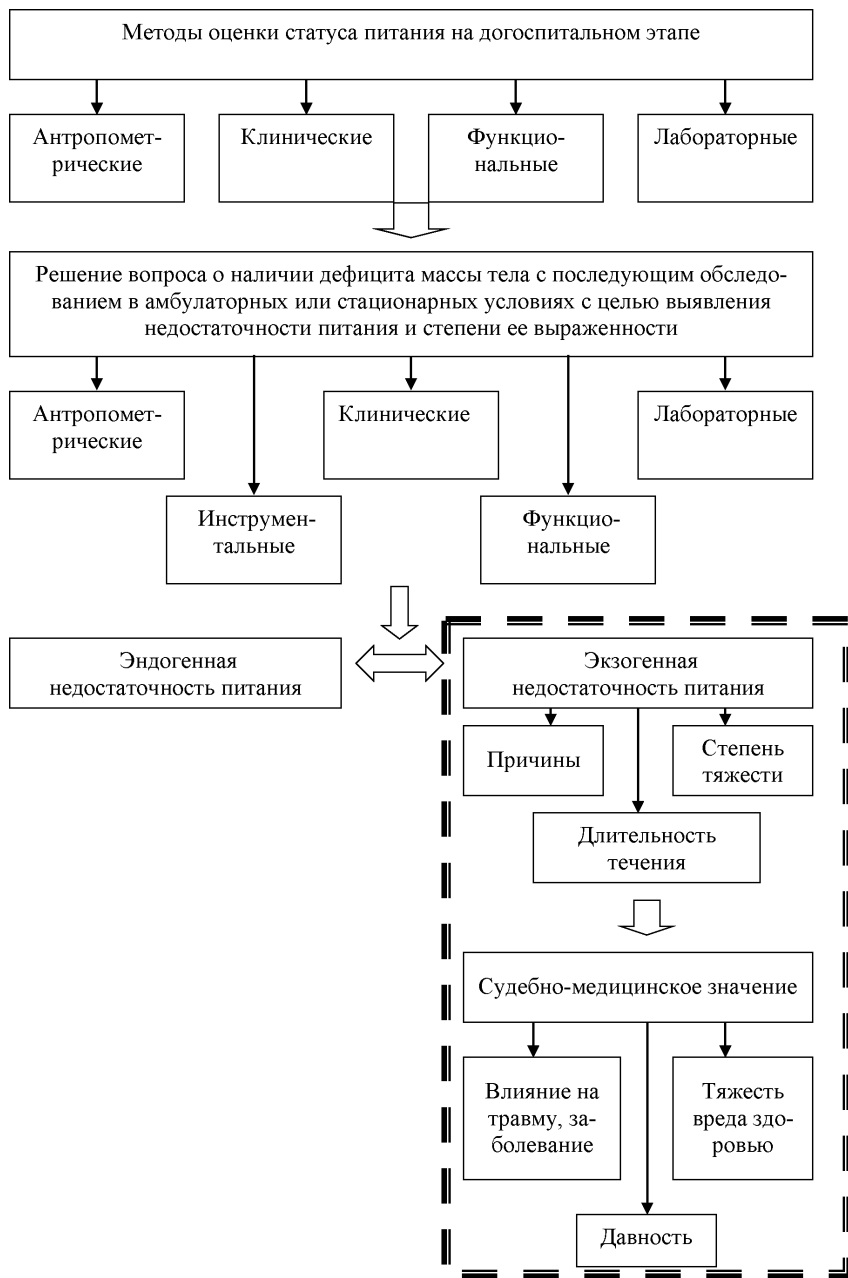 Методы оценки статуса питания на догоспитальном этапе
Антропомет-
рические
Клинические
Функцио-
нальные
Лабораторные
Решение вопроса о наличии дефицита массы тела с последующим обследо-
ванием в амбулаторных или стационарных условиях с целью выявления
недостаточности питания и степени ее выраженности
Антропомет-
рические
Клинические
Лабораторные
Инструмен-
тальные
Функцио-
нальные
Эндогенная
недостаточность питания
Экзогенная
недостаточность питания
Причины
Степень
тяжести
Длительность
течения
Судебно-медицинское значение
Влияние на
травму, за-
болевание
Тяжесть
вреда здо-
ровью
Давность